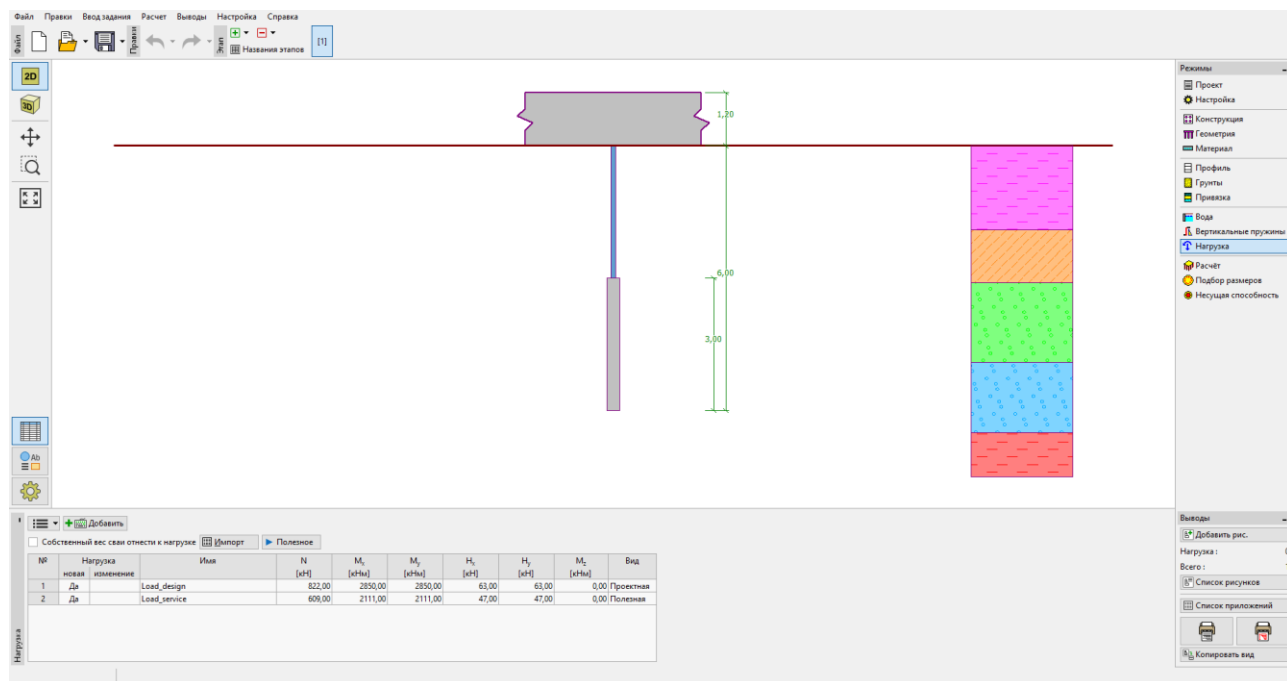 Файл Правки Ввод задания Расчет Выводы Настройка Справка
Файл
Правки
Этап
Названия этапов
[1]
2D
3D
1,20
6,00
3,00
Режимы
Проект
Настройка
Конструкция
Геометрия
Материал
Профиль
Грунты
Привязка
Вода
Вертикальные пружины
Нагрузка
Расчёт
Подбор размеров
Несущая способность
Ab
Добавить
Собственный вес сваи отнести к нагрузке Импорт Полезное
№ Нагрузка Имя N Mx My Hx Hy Mz Вид
новая изменение [кН] [кНм] [кНм] [кН] [кН] [кНм]
1 Да Load_design 822,00 2850,00 2850,00 63,00 63,00 0,00 Проектная
2 Да Load_service 609,00 2111,00 2111,00 47,00 47,00 0,00 Полезная
Нагрузка
Выводы
Добавить рис.
Нагрузка :
Всего :
Список рисунков
Список приложений
Копировать вид